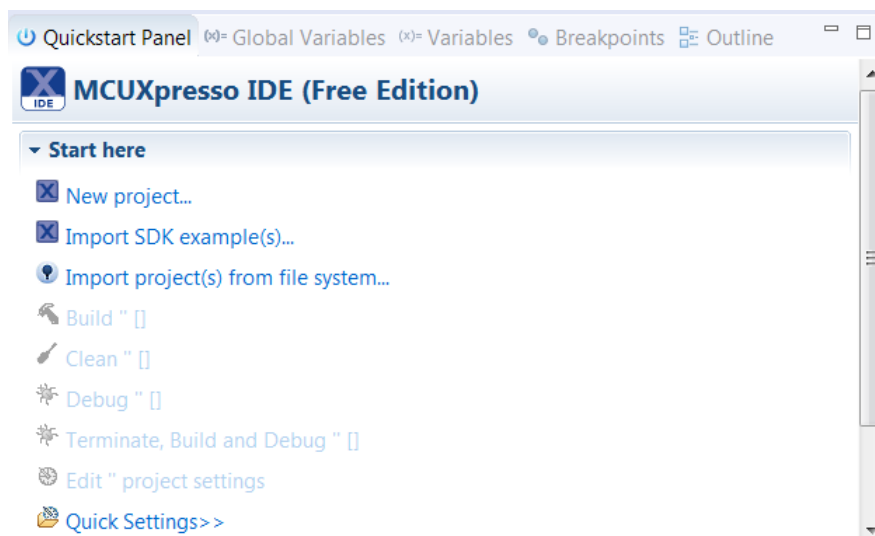 Quickstart Panel (x)= Global Variables (x)= Variables Breakpoints Outline
IDE
MCUXpresso IDE (Free Edition)
Start here
New project...
Import SDK example(s)...
Import project(s) from file system...
Build '' []
Clean '' []
Debug '' []
Terminate, Build and Debug '' []
Edit '' project settings
Quick Settings>>